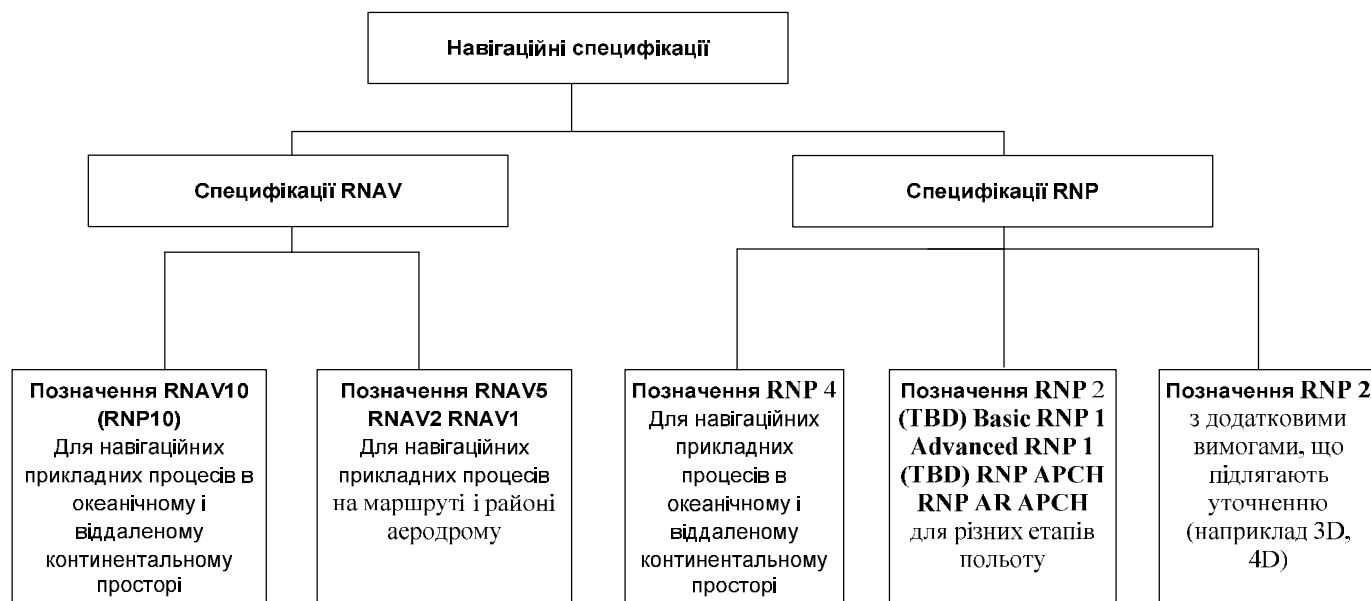 Навігаційні специфікації
Специфікації RNAV
Специфікації RNP
Позначення RNAV10
(RNP10)
Для навігаційних
прикладних процесів в
океанічному і
віддаленому
континентальному
просторі
Позначення RNAV5
RNAV2 RNAV1
Для навігаційних
прикладних процесів
на маршруті і районі
аеродрому
Позначення RNP 4
Для навігаційних
прикладних
процесів в
океанічному і
віддаленому
континентальному
просторі
Позначення RNP 2
(TBD) Basic RNP 1
Advanced RNP 1
(TBD) RNP APCH
RNP AR APCH
для різних етапів
польоту
Позначення RNP 2
з додатковими
вимогами, що
підлягають
уточненню
(наприклад 3D,
4D)